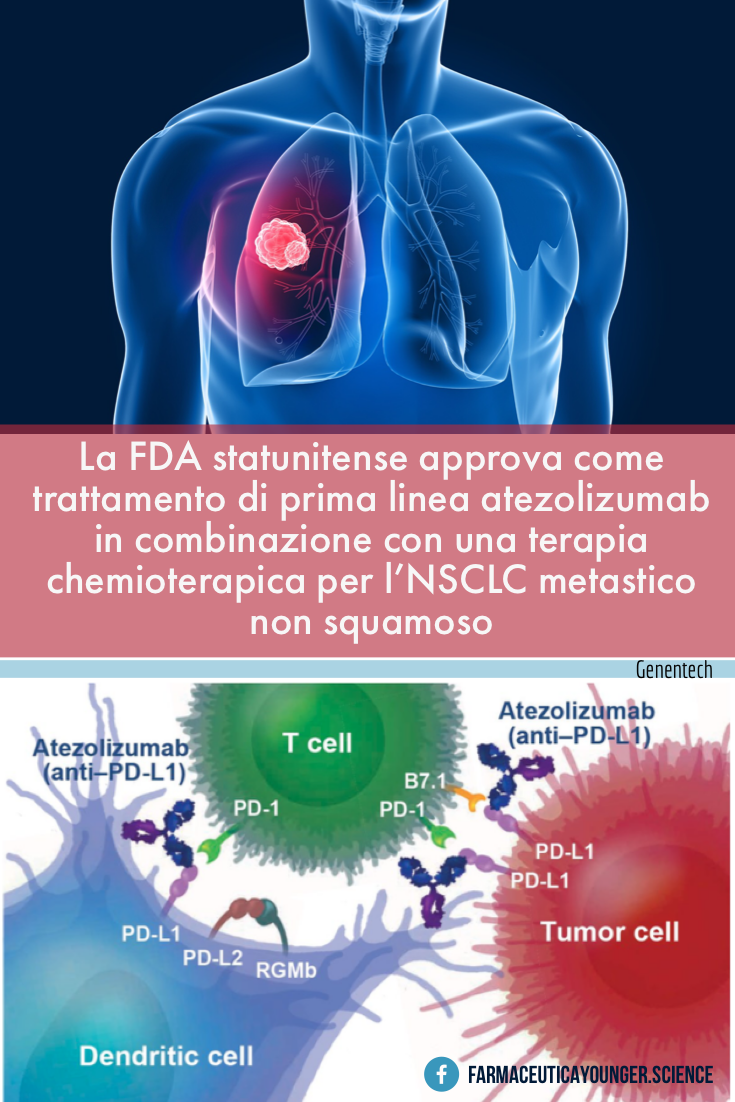 La FDA statunitense approva come
trattamento di prima linea atezolizumab
in combinazione con una terapia
chemioterapica per l’NSCLC metastico
non squamoso
Genentech
Atezolizumab
(anti–PD-L1)
T cell
Atezolizumab
(anti–PD-L1)
B7.1
PD-1
PD-1
PD-L1
PD-L1
PD-L1
PD-L2
RGMb
Tumor cell
Dendritic cell
f FARMACEUTICAYOUNGER.SCIENCE